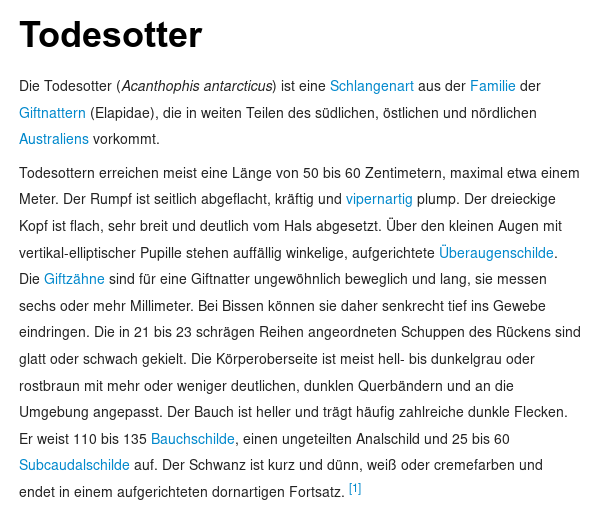 Todesotter
Die Todesotter (Acanthophis antarcticus) ist eine Schlangenart aus der Familie der
Giftnattern (Elapidae), die in weiten Teilen des südlichen, östlichen und nördlichen
Australiens vorkommt.
Todesottern erreichen meist eine Länge von 50 bis 60 Zentimetern, maximal etwa einem
Meter. Der Rumpf ist seitlich abgeflacht, kräftig und vipernartig plump. Der dreieckige
Kopf ist flach, sehr breit und deutlich vom Hals abgesetzt. Über den kleinen Augen mit
vertikal-elliptischer Pupille stehen auffällig winkelige, aufgerichtete Überaugenschilde.
Die Giftzähne sind für eine Giftnatter ungewöhnlich beweglich und lang, sie messen
sechs oder mehr Millimeter. Bei Bissen können sie daher senkrecht tief ins Gewebe
eindringen. Die in 21 bis 23 schrägen Reihen angeordneten Schuppen des Rückens sind
glatt oder schwach gekielt. Die Körperoberseite ist meist hell- bis dunkelgrau oder
rostbraun mit mehr oder weniger deutlichen, dunklen Querbändern und an die
Umgebung angepasst. Der Bauch ist heller und trägt häufig zahlreiche dunkle Flecken.
Er weist 110 bis 135 Bauchschilde, einen ungeteilten Analschild und 25 bis 60
Subcaudalschilde auf. Der Schwanz ist kurz und dünn, weiß oder cremefarben und
endet in einem aufgerichteten dornartigen Fortsatz. [1]